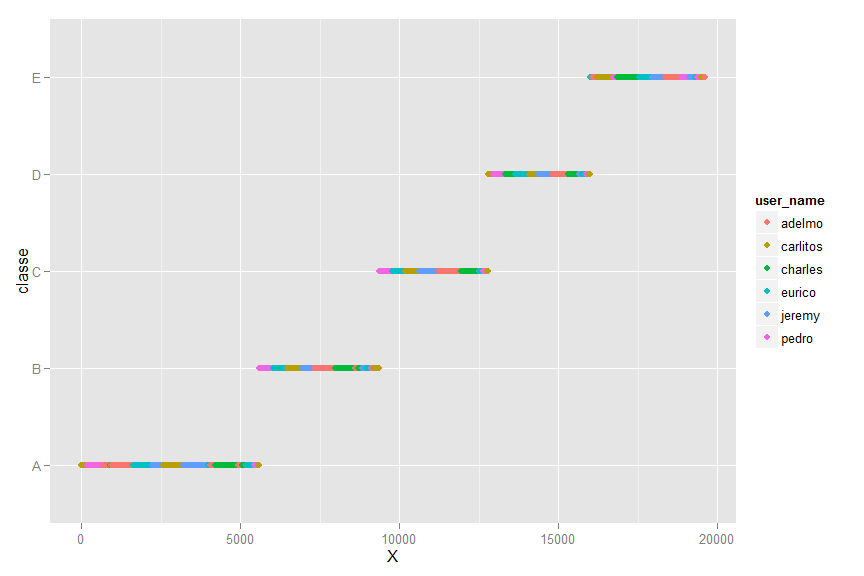 E
D
C
B
A
classe
0 5000 10000 15000 20000
X
user_name
adelmo
carlitos
charles
eurico
jeremy
pedro